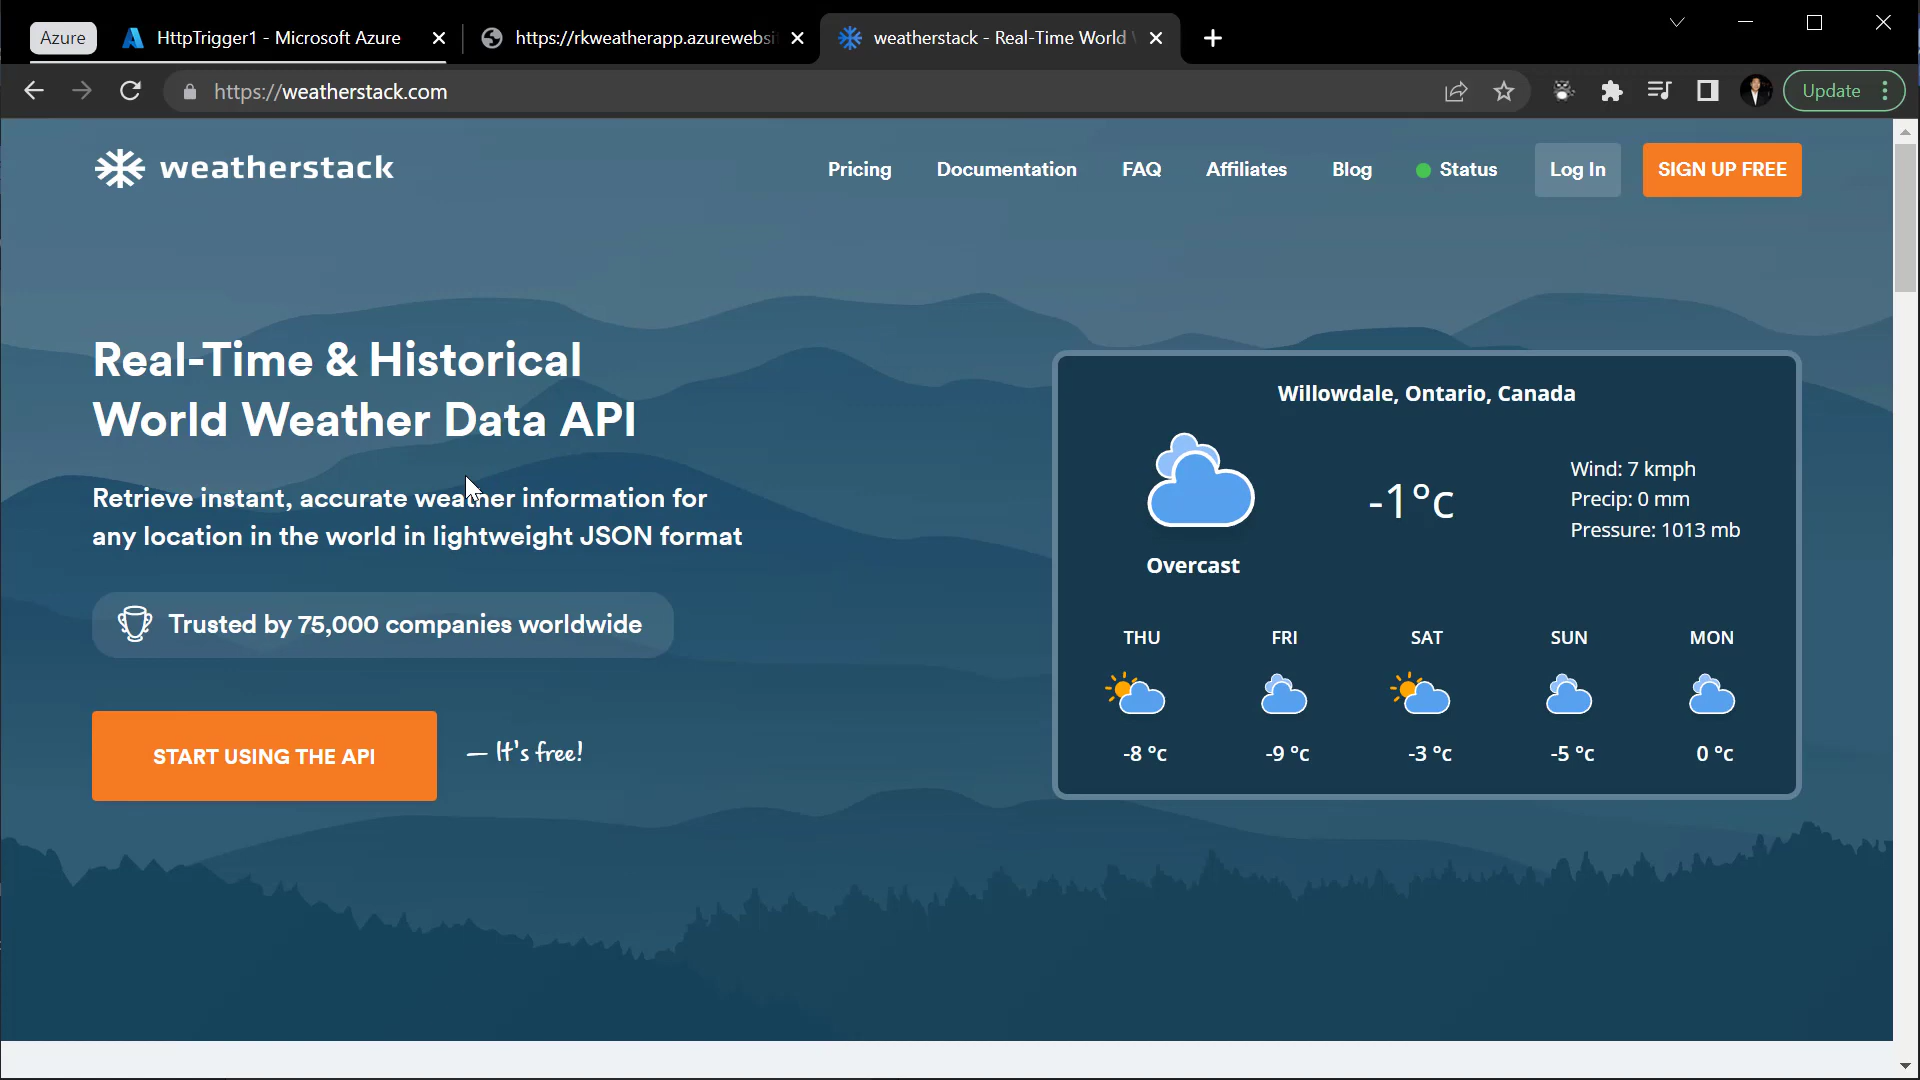 Azure
HttpTrigger1 - Microsoft Azure
https://rkweatherapp.azurewebsi
weatherstack - Real-Time World
https://weatherstack.com
Update
weatherstack
Pricing
Documentation
FAQ
Affiliates
Blog
Status
Log In
SIGN UP FREE
Real-Time & Historical
World Weather Data API
Retrieve instant, accurate weather information for
any location in the world in lightweight JSON format
Trusted by 75,000 companies worldwide
START USING THE API
— It's free!
Willowdale, Ontario, Canada
Overcast
-1°c
Wind: 7 kmph
Precip: 0 mm
Pressure: 1013 mb
THU FRI SAT SUN MON
-8 °c -9 °c -3 °c -5 °c 0 °c